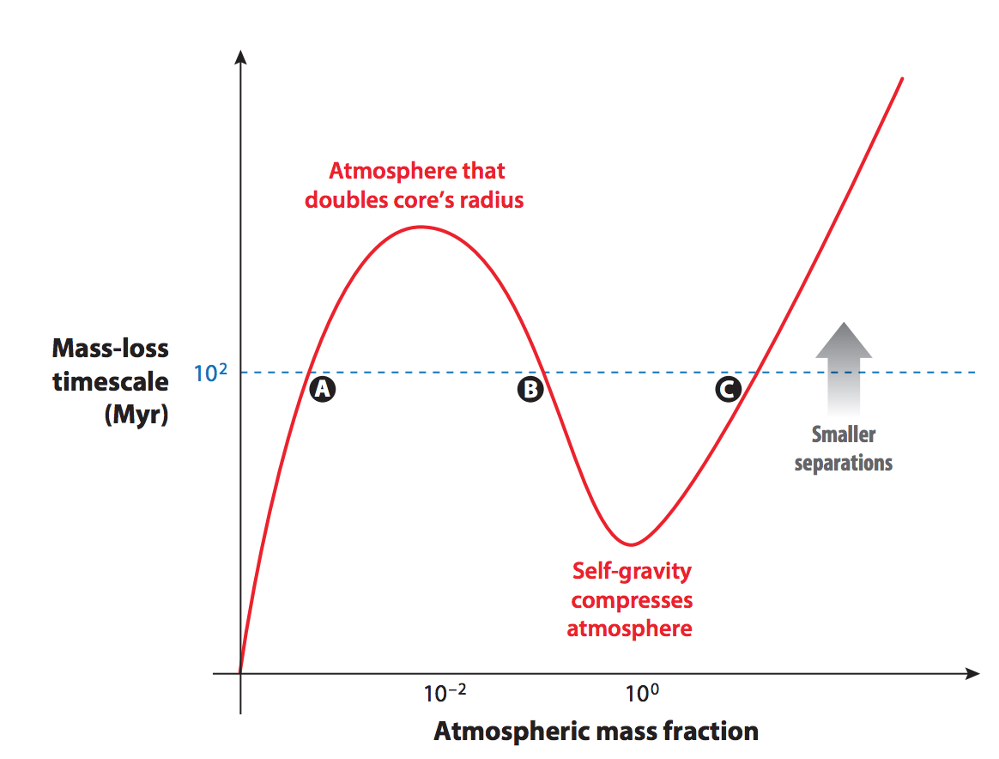 Atmosphere that
doubles core's radius
Mass-loss
timescale
(Myr)
10²
A
B
C
Smaller
separations
Self-gravity
compresses
atmosphere
10⁻²
10⁰
Atmospheric mass fraction